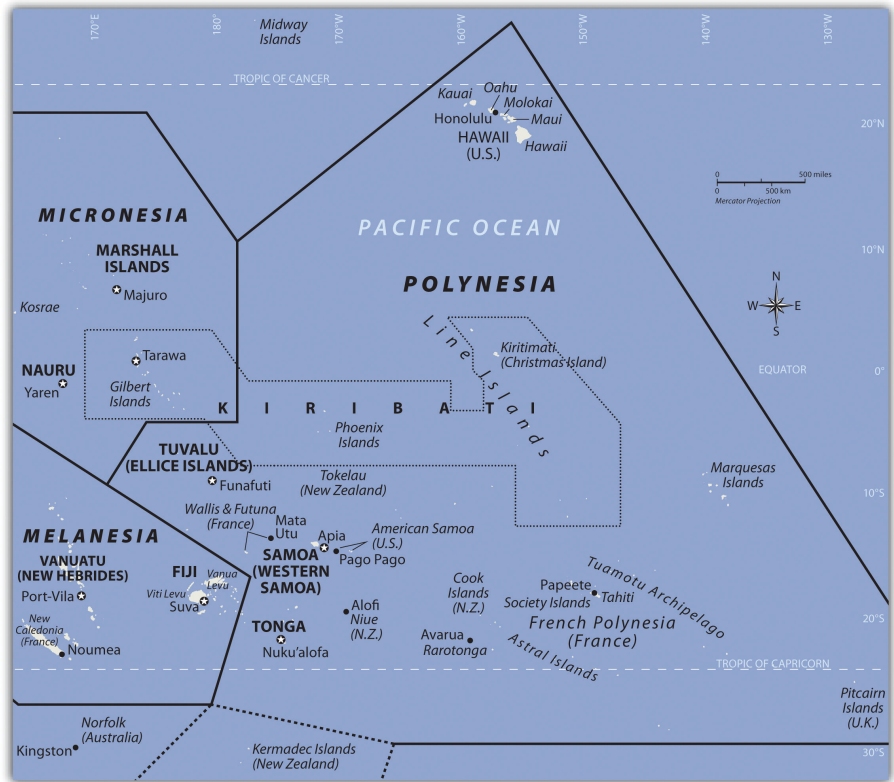 170°E
180°
170°W
160°W
150°W
140°W
130°W
Midway
Islands
TROPIC OF CANCER
Kauai
Oahu
Molokai
Honolulu
Maui
HAWAII
(U.S.)
Hawaii
20°N
0
500 miles
0
500 km
Mercator Projection
MICRONESIA
PACIFIC OCEAN
MARSHALL
ISLANDS
10°N
POLYNESIA
N
W
E
S
Majuro
Kosrae
Line Islands
Kiritimati
(Christmas Island)
Tarawa
NAURU
Yaren
Gilbert
Islands
EQUATOR
0°
KIRIBATI
Phoenix
Islands
TUVALU
(ELLICE ISLANDS)
Funafuti
Tokelau
(New Zealand)
Marquesas
Islands
10°S
Wallis & Futuna
(France)
Mata
Utu
Apia
American Samoa
(U.S.)
Pago Pago
MELANESIA
VANUATU
(NEW HEBRIDES)
Port-Vila
FIJI
Vanua
Levu
Viti Levu
Suva
SAMOA
(WESTERN
SAMOA)
Cook
Islands
(N.Z.)
Papeete
Society Islands
Tahiti
Tuamotu Archipelago
Alofi
Niue
(N.Z.)
20°S
New
Caledonia
(France)
Noumea
TONGA
Nuku'alofa
Avarua
Rarotonga
French Polynesia
(France)
Astral Islands
TROPIC OF CAPRICORN
Pitcairn
Islands
(U.K.)
Norfolk
(Australia)
Kingston
Kermadec Islands
(New Zealand)
30°S